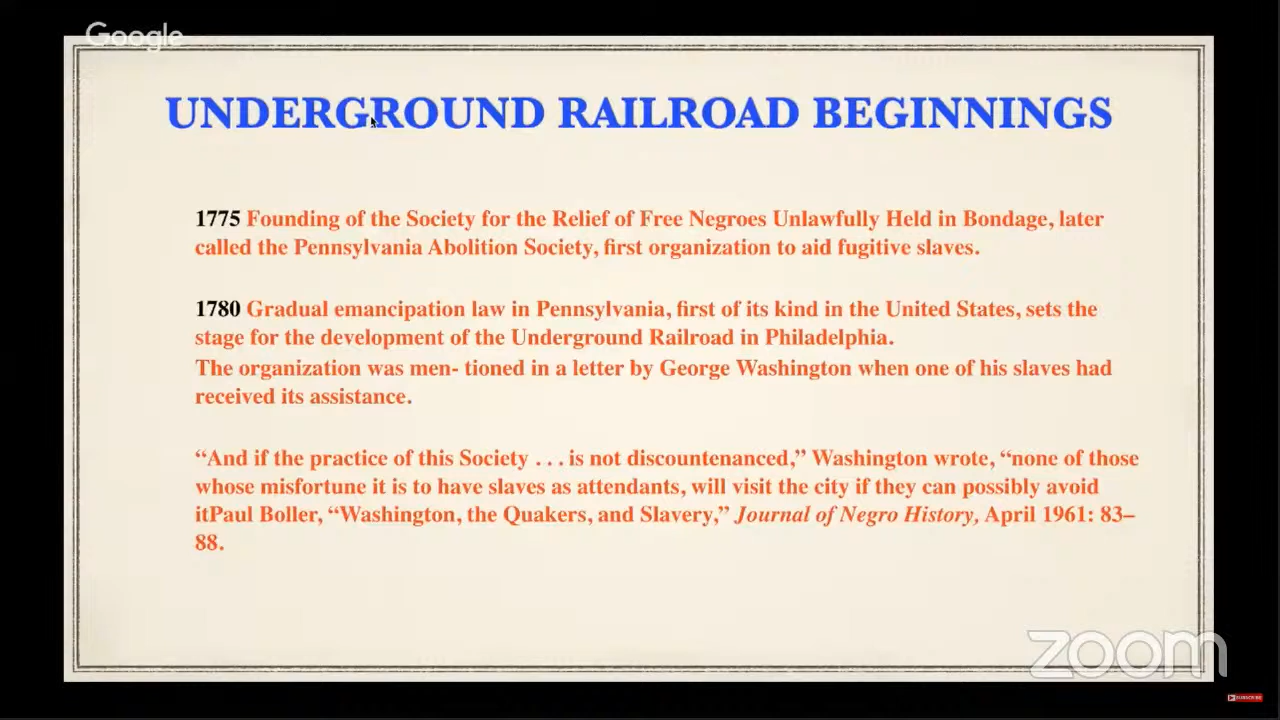 Google
UNDERGROUND RAILROAD BEGINNINGS
1775 Founding of the Society for the Relief of Free Negroes Unlawfully Held in Bondage, later
called the Pennsylvania Abolition Society, first organization to aid fugitive slaves.
1780 Gradual emancipation law in Pennsylvania, first of its kind in the United States, sets the
stage for the development of the Underground Railroad in Philadelphia.
The organization was men- tioned in a letter by George Washington when one of his slaves had
received its assistance.
“And if the practice of this Society . . . is not discountenanced,” Washington wrote, “none of those
whose misfortune it is to have slaves as attendants, will visit the city if they can possibly avoid
itPaul Boller, “Washington, the Quakers, and Slavery,” Journal of Negro History, April 1961: 83–
88.
zoom
SUBSCRIBE